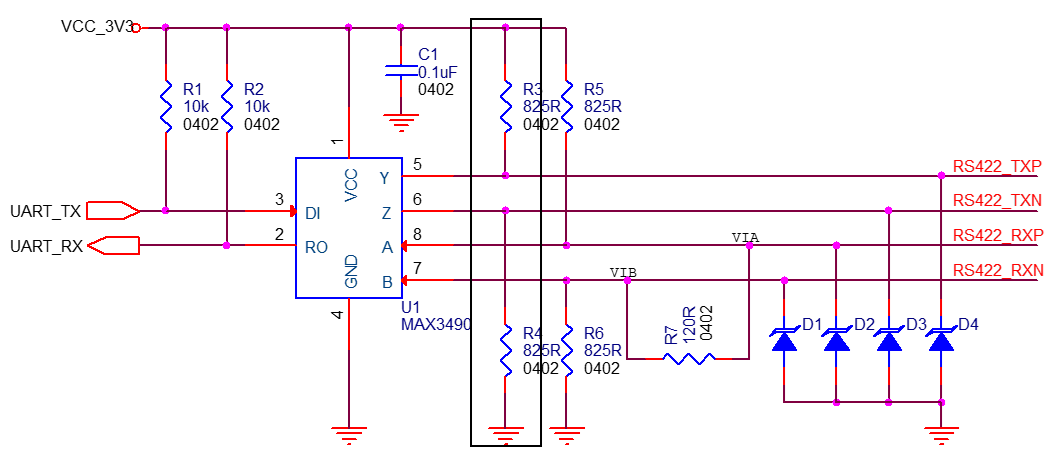 VCC_3V3
C1
0.1uF
0402
R1
10k
0402
R2
10k
0402
R3
825R
0402
R5
825R
0402
1
VCC
Y
5
RS422_TXP
UART_TX
3
DI
Z
6
RS422_TXN
UART_RX
2
RO
A
8
VIA
RS422_RXP
GND
B
7
VIB
RS422_RXN
4
U1
MAX3490
R4
825R
0402
R6
825R
0402
R7
120R
0402
D1
D2
D3
D4